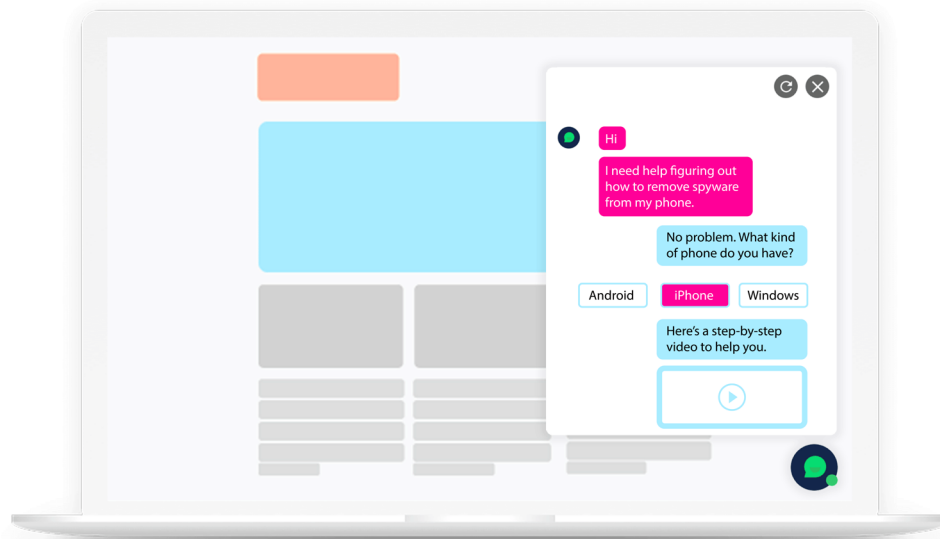 Hi
I need help figuring out
how to remove spyware
from my phone.
No problem. What kind
of phone do you have?
Android
iPhone
Windows
Here's a step-by-step
video to help you.